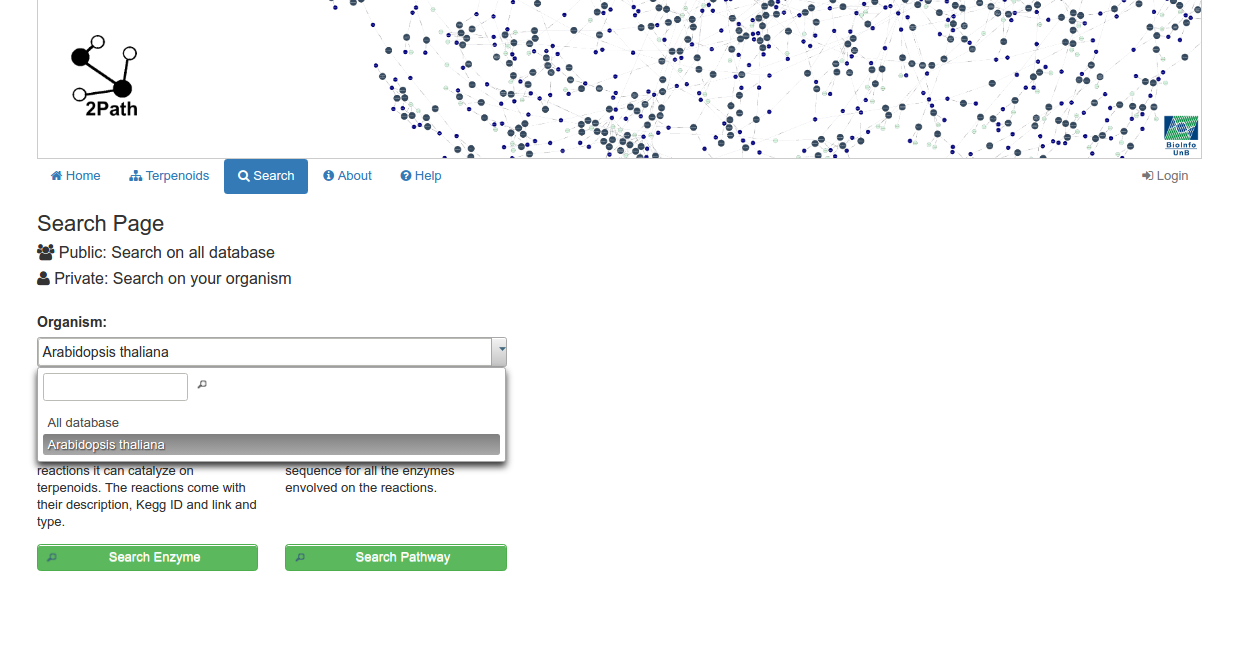 2Path
BioInfo
UnB
Home Terpenoids Search About Help Login
Search Page
Public: Search on all database
Private: Search on your organism
Organism:
Arabidopsis thaliana
All database
Arabidopsis thaliana
reactions it can catalyze on
terpenoids. The reactions come with
their description, Kegg ID and link and
type.
sequence for all the enzymes
envolved on the reactions.
Search Enzyme Search Pathway